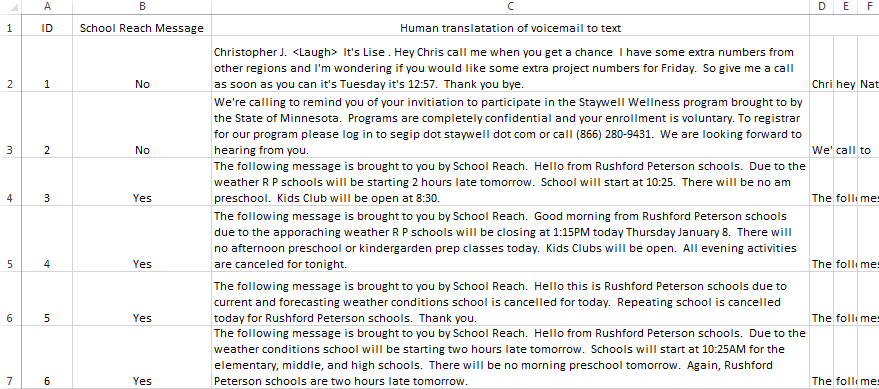 A B C D E F
1 ID School Reach Message Human translatation of voicemail to text
Christopher J. <Laugh> It's Lise . Hey Chris call me when you get a chance I have some extra numbers from
other regions and I'm wondering if you would like some extra project numbers for Friday. So give me a call
2 1 No as soon as you can it's Tuesday it's 12:57. Thank you bye. Chri hey Nat
We're calling to remind you of your invitiation to participate in the Staywell Wellness program brought to by
the State of Minnesota. Programs are completely confidential and your enrollment is voluntary. To registrar
for our program please log in to segip dot staywell dot com or call (866) 280-9431. We are looking forward to
3 2 No hearing from you. We' call to
The following message is brought to you by School Reach. Hello from Rushford Peterson schools. Due to the
weather R P schools will be starting 2 hours late tomorrow. School will start at 10:25. There will be no am
4 3 Yes preschool. Kids Club will be open at 8:30. The foll mes
The following message is brought to you by School Reach. Good morning from Rushford Peterson schools
due to the apporaching weather R P schools will be closing at 1:15PM today Thursday January 8. There will
no afternoon preschool or kindergarden prep classes today. Kids Clubs will be open. All evening activities
5 4 Yes are canceled for tonight. The foll mes
The following message is brought to you by School Reach. Hello this is Rushford Peterson schools due to
current and forecasting weather conditions school is cancelled for today. Repeating school is cancelled
6 5 Yes today for Rushford Peterson schools. Thank you. The foll mes
The following message is brought to you by School Reach. Hello from Rushford Peterson schools. Due to the
weather conditions school will be starting two hours late tomorrow. Schools will start at 10:25AM for the
elementary, middle, and high schools. There will be no morning preschool tomorrow. Again, Rushford
7 6 Yes Peterson schools are two hours late tomorrow. The foll mes